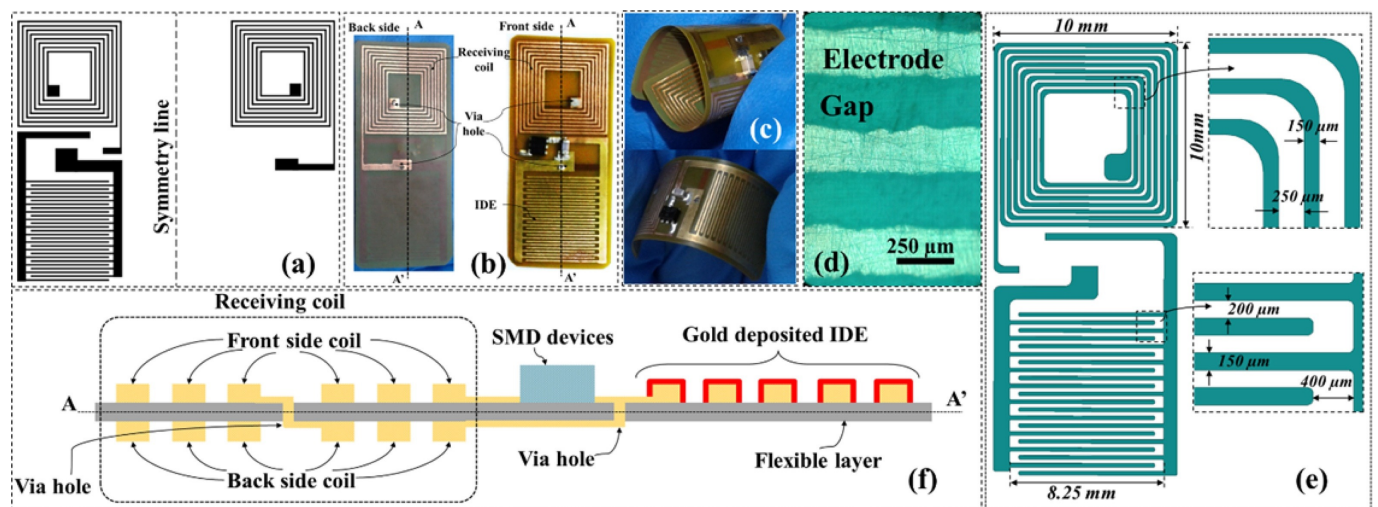 Symmetry line
(a)
Back side
A
Front side
A
Receiving
coil
Via
hole
IDE
A'
A'
(b)
(c)
Electrode
Gap
250 μm
(d)
10 mm
10mm
150 μm
250 μm
200 μm
150 μm
400 μm
8.25 mm
(e)
Receiving coil
Front side coil
SMD devices
Gold deposited IDE
A
A'
Via hole
Back side coil
Via hole
Flexible layer
(f)